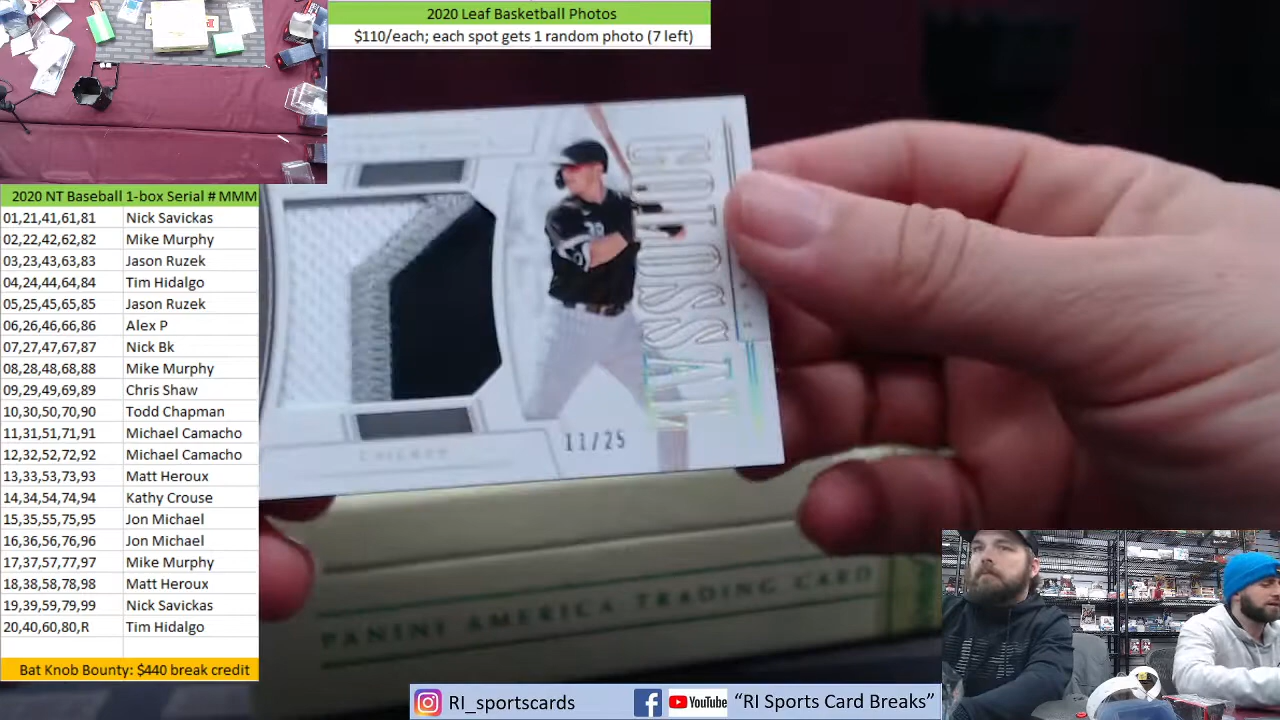 2020 Leaf Basketball Photos
$110/each; each spot gets 1 random photo (7 left)
2020 NT Baseball 1-box Serial # MMM
01,21,41,61,81 Nick Savickas
02,22,42,62,82 Mike Murphy
03,23,43,63,83 Jason Ruzek
04,24,44,64,84 Tim Hidalgo
05,25,45,65,85 Jason Ruzek
06,26,46,66,86 Alex P
07,27,47,67,87 Nick Bk
08,28,48,68,88 Mike Murphy
09,29,49,69,89 Chris Shaw
10,30,50,70,90 Todd Chapman
11,31,51,71,91 Michael Camacho
12,32,52,72,92 Michael Camacho
13,33,53,73,93 Matt Heroux
14,34,54,74,94 Kathy Crouse
15,35,55,75,95 Jon Michael
16,36,56,76,96 Jon Michael
17,37,57,77,97 Mike Murphy
18,38,58,78,98 Matt Heroux
19,39,59,79,99 Nick Savickas
20,40,60,80,R Tim Hidalgo
Bat Knob Bounty: $440 break credit
COLOSSAL
11/25
CHICAGO
PANINI AMERICA TRADING CARD
RI_sportscards
YouTube
"RI Sports Card Breaks"